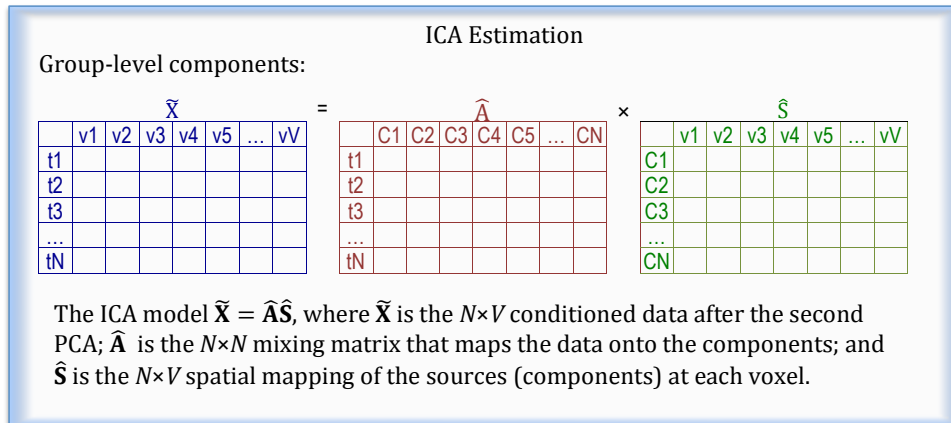 ICA Estimation
Group-level components:
X̃ = Â × Ŝ
v1 v2 v3 v4 v5 … vV C1 C2 C3 C4 C5 … CN v1 v2 v3 v4 v5 … vV
t1 t1 C1
t2 t2 C2
t3 t3 C3
… … …
tN tN CN
The ICA model X̃ = ÂŜ, where X̃ is the N×V conditioned data after the second
PCA; Â is the N×N mixing matrix that maps the data onto the components; and
Ŝ is the N×V spatial mapping of the sources (components) at each voxel.